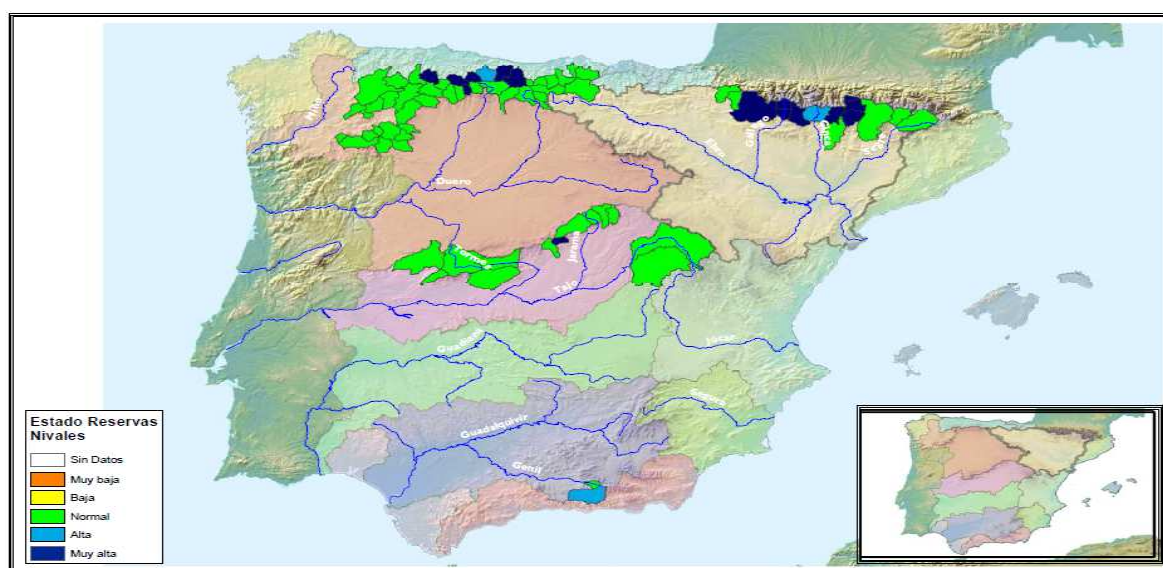 Miño
Duero
Ebro
Tormes
Jarama
Tajo
Guadiana
Júcar
Segura
Guadalquivir
Genil
Estado Reservas
Nivales
Sin Datos
Muy baja
Baja
Normal
Alta
Muy alta